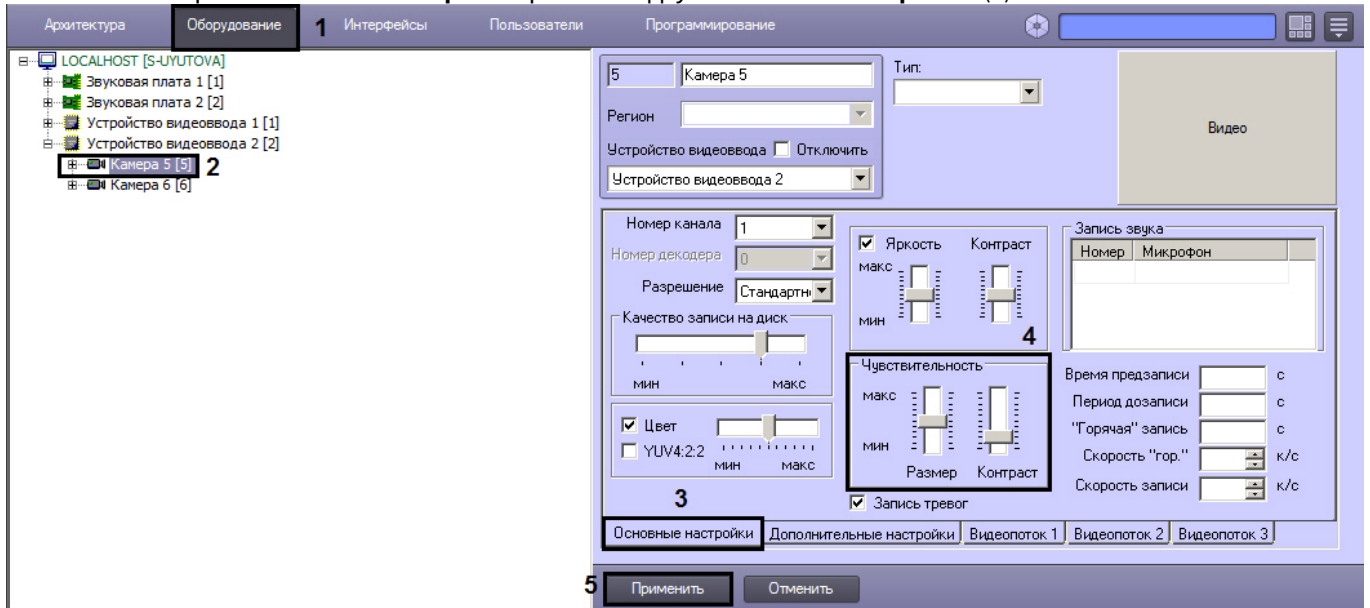 Архитектура Оборудование 1 Интерфейсы Пользователи Программирование
LOCALHOST [S-UYUTOVA]
Звуковая плата 1 [1]
Звуковая плата 2 [2]
Устройство видеоввода 1 [1]
Устройство видеоввода 2 [2]
Камера 5 [5] 2
Камера 6 [6]
5 Камера 5 Тип:
Регион
Устройство видеоввода Отключить
Устройство видеоввода 2
Видео
Номер канала 1
Номер декодера 0
Разрешение Стандартн
Качество записи на диск
мин макс
Цвет
YUV4:2:2
мин макс
3
Яркость Контраст
макс
мин
4
Чувствительность
макс
мин
Размер Контраст
Запись тревог
Запись звука
Номер Микрофон
Время предзаписи с
Период дозаписи с
"Горячая" запись с
Скорость "гор." к/с
Скорость записи к/с
Основные настройки Дополнительные настройки Видеопоток 1 Видеопоток 2 Видеопоток 3
5 Применить Отменить